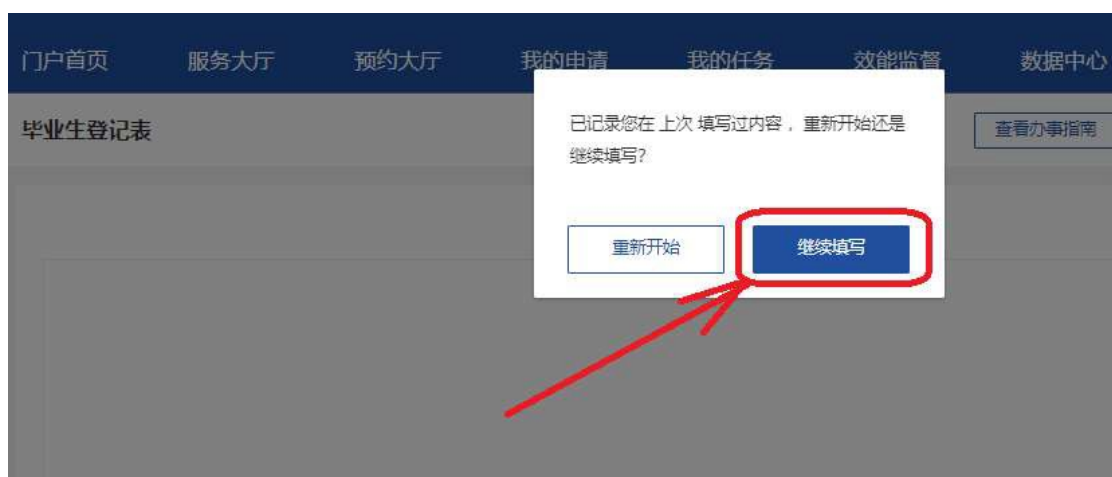 门户首页 服务大厅 预约大厅 我的申请 我的任务 效能监督 数据中心
毕业生登记表
查看办事指南
已记录您在 上次 填写过内容 ，重新开始还是
继续填写?
重新开始 继续填写